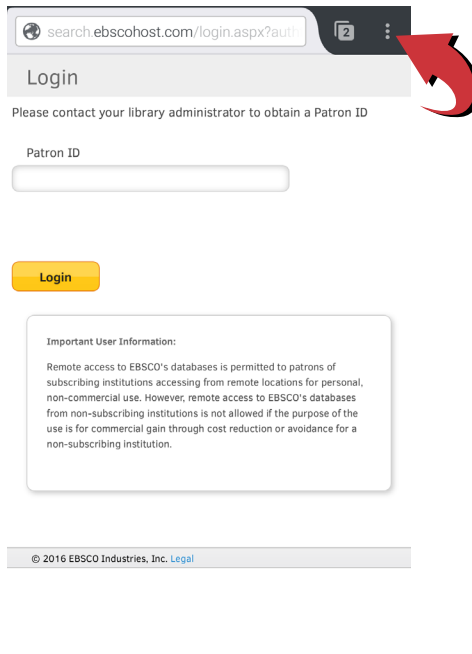 search.ebscohost.com/login.aspx?auth
2
Login
Please contact your library administrator to obtain a Patron ID
Patron ID
Login
Important User Information:
Remote access to EBSCO's databases is permitted to patrons of
subscribing institutions accessing from remote locations for personal,
non-commercial use. However, remote access to EBSCO's databases
from non-subscribing institutions is not allowed if the purpose of the
use is for commercial gain through cost reduction or avoidance for a
non-subscribing institution.
© 2016 EBSCO Industries, Inc. Legal